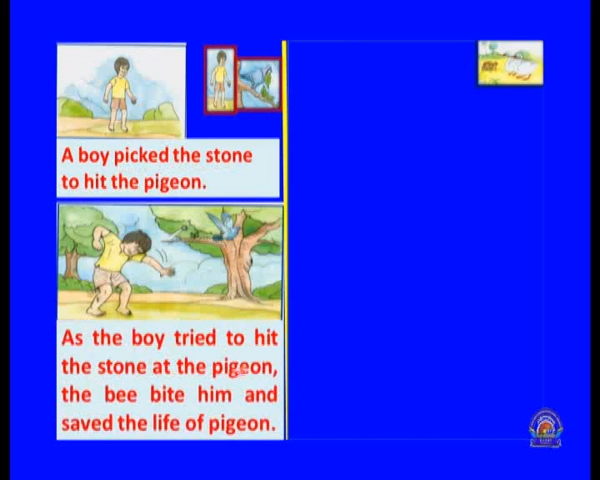 A boy picked the stone
to hit the pigeon.
As the boy tried to hit
the stone at the pigeon,
the bee bite him and
saved the life of pigeon.